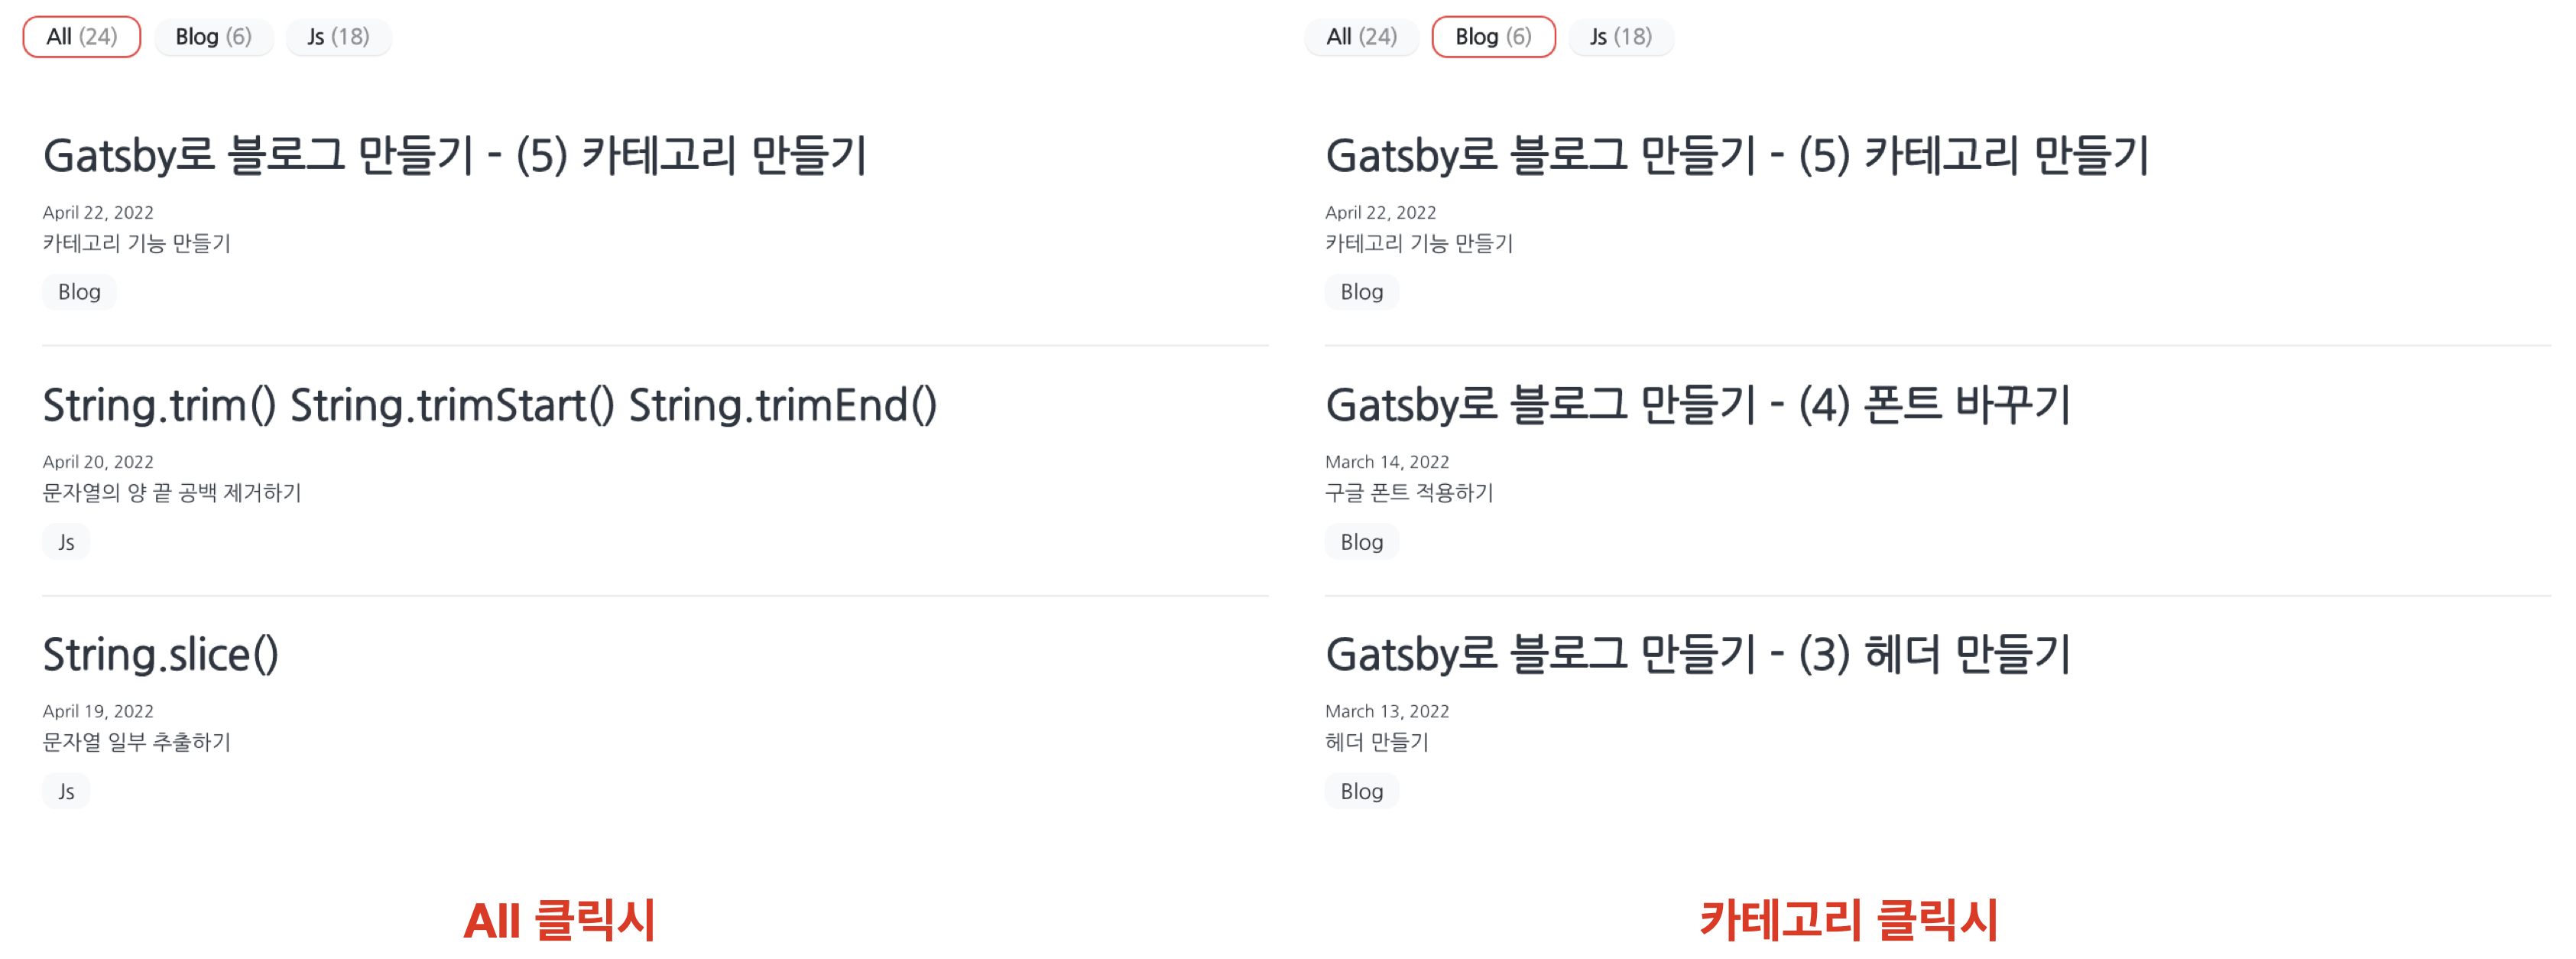 All (24) Blog (6) Js (18)
Gatsby로 블로그 만들기 - (5) 카테고리 만들기
April 22, 2022
카테고리 기능 만들기
Blog
String.trim() String.trimStart() String.trimEnd()
April 20, 2022
문자열의 양 끝 공백 제거하기
Js
String.slice()
April 19, 2022
문자열 일부 추출하기
Js
All 클릭시
All (24) Blog (6) Js (18)
Gatsby로 블로그 만들기 - (5) 카테고리 만들기
April 22, 2022
카테고리 기능 만들기
Blog
Gatsby로 블로그 만들기 - (4) 폰트 바꾸기
March 14, 2022
구글 폰트 적용하기
Blog
Gatsby로 블로그 만들기 - (3) 헤더 만들기
March 13, 2022
헤더 만들기
Blog
카테고리 클릭시